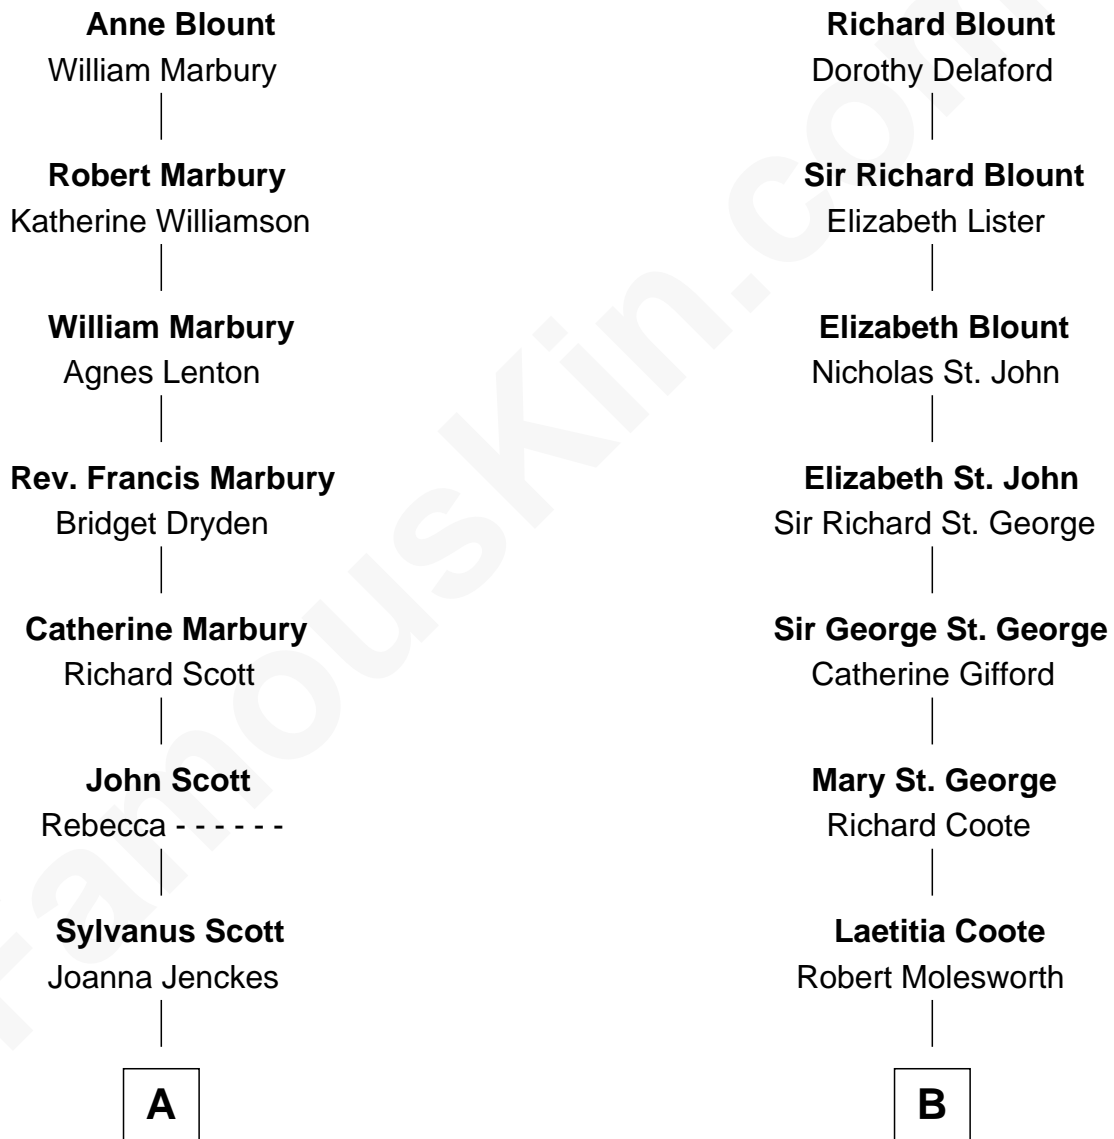 Anne Blount
William Marbury
Robert Marbury
Katherine Williamson
William Marbury
Agnes Lenton
Rev. Francis Marbury
Bridget Dryden
Catherine Marbury
Richard Scott
John Scott
Rebecca - - - - - -
Sylvanus Scott
Joanna Jenckes
A
Richard Blount
Dorothy Delaford
Sir Richard Blount
Elizabeth Lister
Elizabeth Blount
Nicholas St. John
Elizabeth St. John
Sir Richard St. George
Sir George St. George
Catherine Gifford
Mary St. George
Richard Coote
Laetitia Coote
Robert Molesworth
B
FamousKin.com